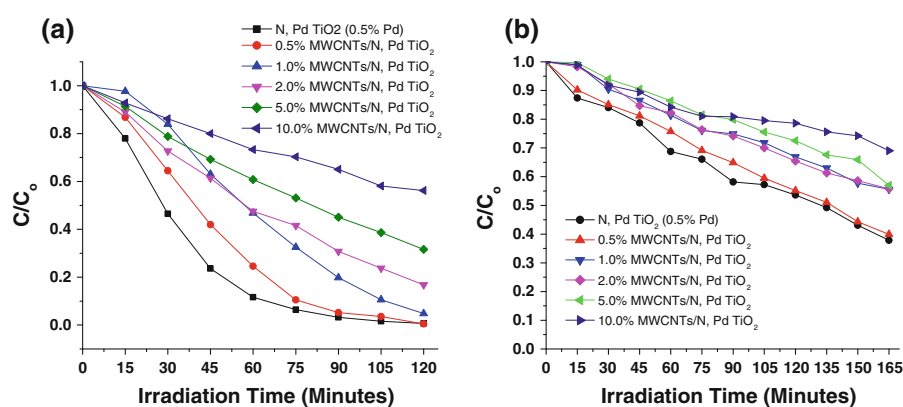 (a)
N, Pd TiO2 (0.5% Pd)
0.5% MWCNTs/N, Pd TiO₂
1.0% MWCNTs/N, Pd TiO₂
2.0% MWCNTs/N, Pd TiO₂
5.0% MWCNTs/N, Pd TiO₂
10.0% MWCNTs/N, Pd TiO₂
C/Cₒ
1.0
0.8
0.6
0.4
0.2
0.0
0 15 30 45 60 75 90 105 120
Irradiation Time (Minutes)
(b)
C/Cₒ
1.0
0.9
0.8
0.7
0.6
0.5
0.4
0.3
0.2
0.1
0.0
N, Pd TiO₂ (0.5% Pd)
0.5% MWCNTs/N, Pd TiO₂
1.0% MWCNTs/N, Pd TiO₂
2.0% MWCNTs/N, Pd TiO₂
5.0% MWCNTs/N, Pd TiO₂
10.0% MWCNTs/N, Pd TiO₂
0 15 30 45 60 75 90 105 120 135 150 165
Irradiation Time (Minutes)